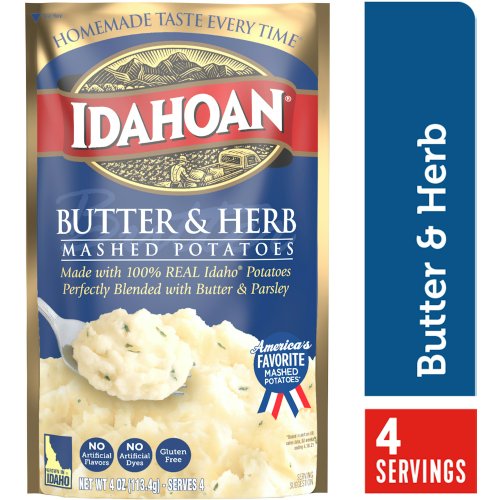 HOMEMADE TASTE EVERY TIME
IDAHOAN®
BUTTER & HERB
MASHED POTATOES
Made with 100% REAL Idaho® Potatoes
Perfectly Blended with Butter & Parsley
America's
FAVORITE
MASHED
POTATOES*
GROWN IN
IDAHO
NO
Artificial
Flavors
NO
Artificial
Dyes
Gluten
Free
SERVING
SUGGESTION
NET WT 4 OZ (113.4g) - SERVES 4
Butter & Herb
4
SERVINGS